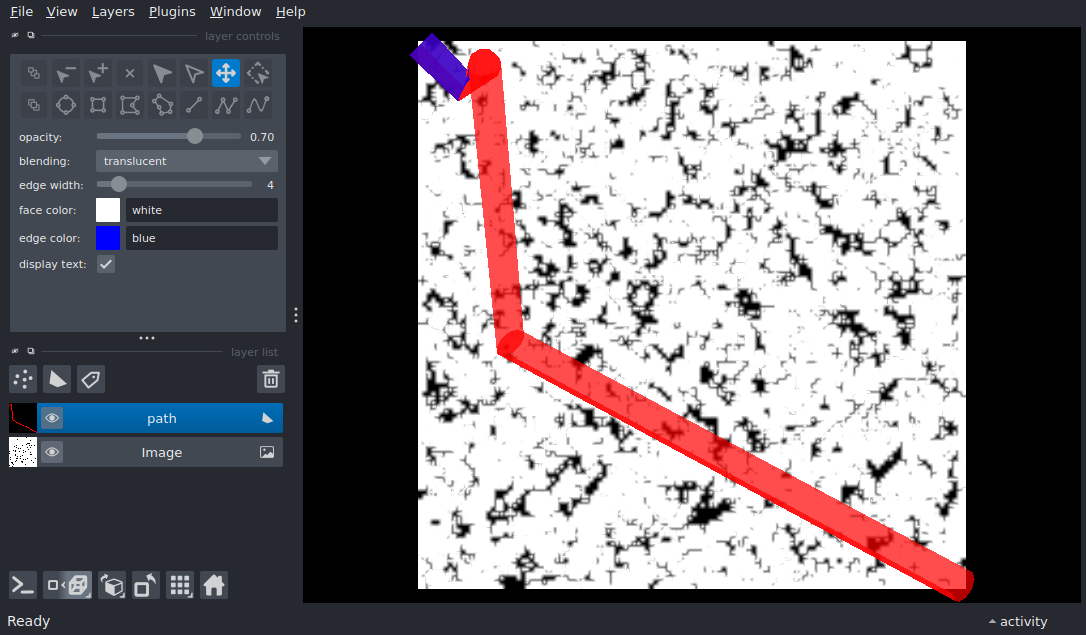 File View Layers Plugins Window Help
layer controls
opacity: 0.70
blending: translucent
edge width: 4
face color: white
edge color: blue
display text:
layer list
path
Image
Ready activity